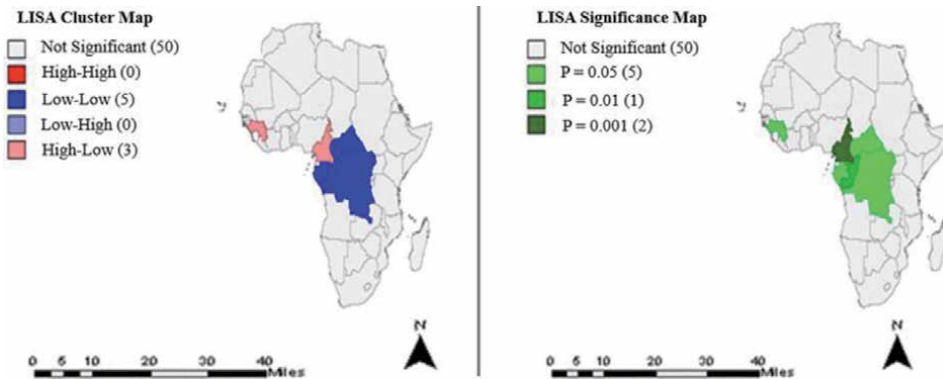 LISA Cluster Map
Not Significant (50)
High-High (0)
Low-Low (5)
Low-High (0)
High-Low (3)
N
0 5 10 20 30 40
Miles
LISA Significance Map
Not Significant (50)
P = 0.05 (5)
P = 0.01 (1)
P = 0.001 (2)
N
0 5 10 20 30 40
Miles